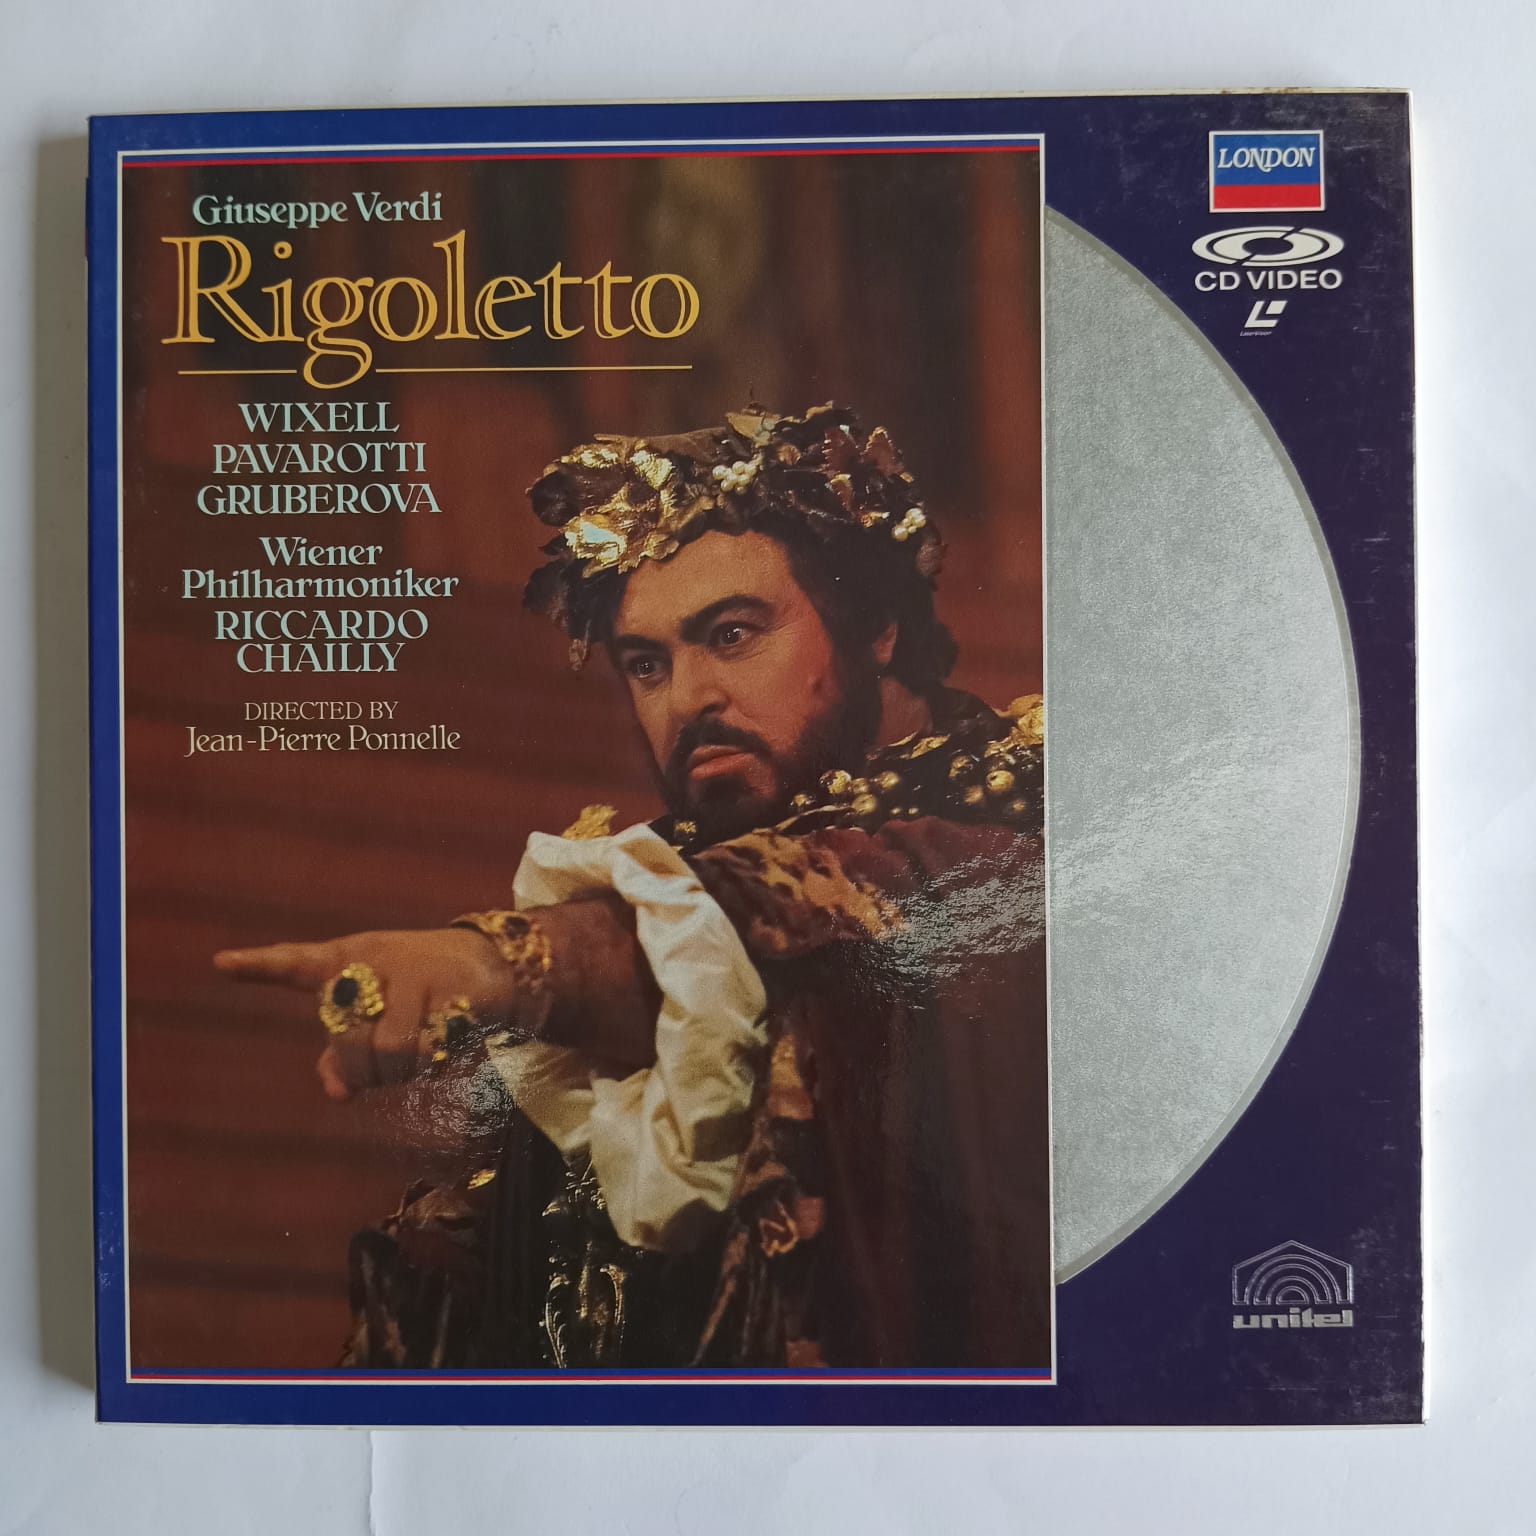 Giuseppe Verdi
Rigoletto
WIXELL
PAVAROTTI
GRUBEROVA
Wiener
Philharmoniker
RICCARDO
CHAILLY
DIRECTED BY
Jean-Pierre Ponnelle
LONDON
CD VIDEO
LaserVision
unitel